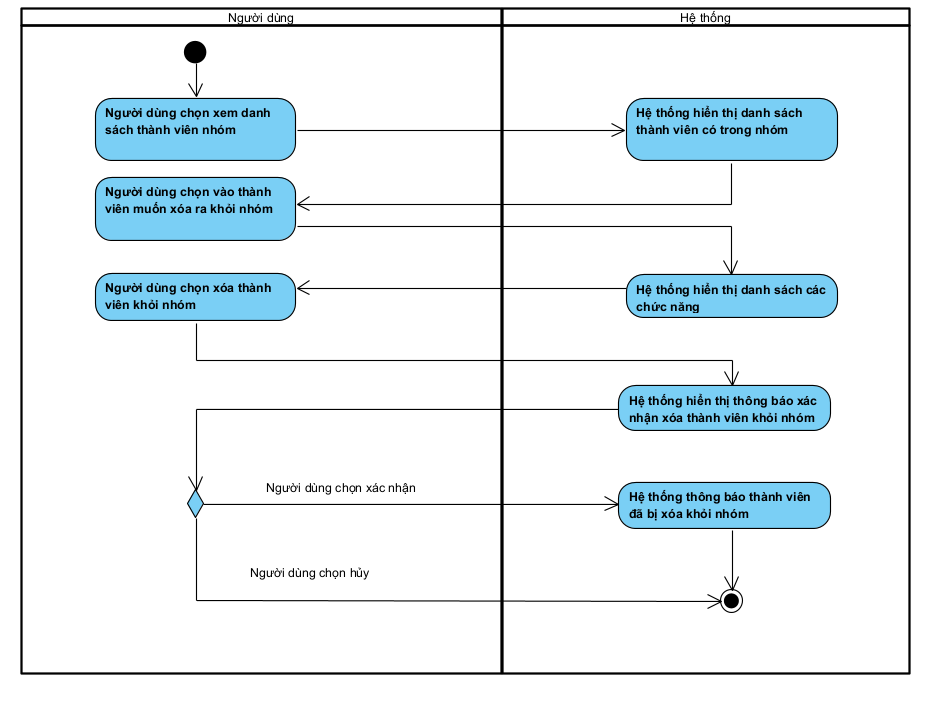 Người dùng
Hệ thống
Người dùng chọn xem danh
sách thành viên nhóm
Hệ thống hiển thị danh sách
thành viên có trong nhóm
Người dùng chọn vào thành
viên muốn xóa ra khỏi nhóm
Người dùng chọn xóa thành
viên khỏi nhóm
Hệ thống hiển thị danh sách các
chức năng
Hệ thống hiển thị thông báo xác
nhận xóa thành viên khỏi nhóm
Người dùng chọn xác nhận
Hệ thống thông báo thành viên
đã bị xóa khỏi nhóm
Người dùng chọn hủy